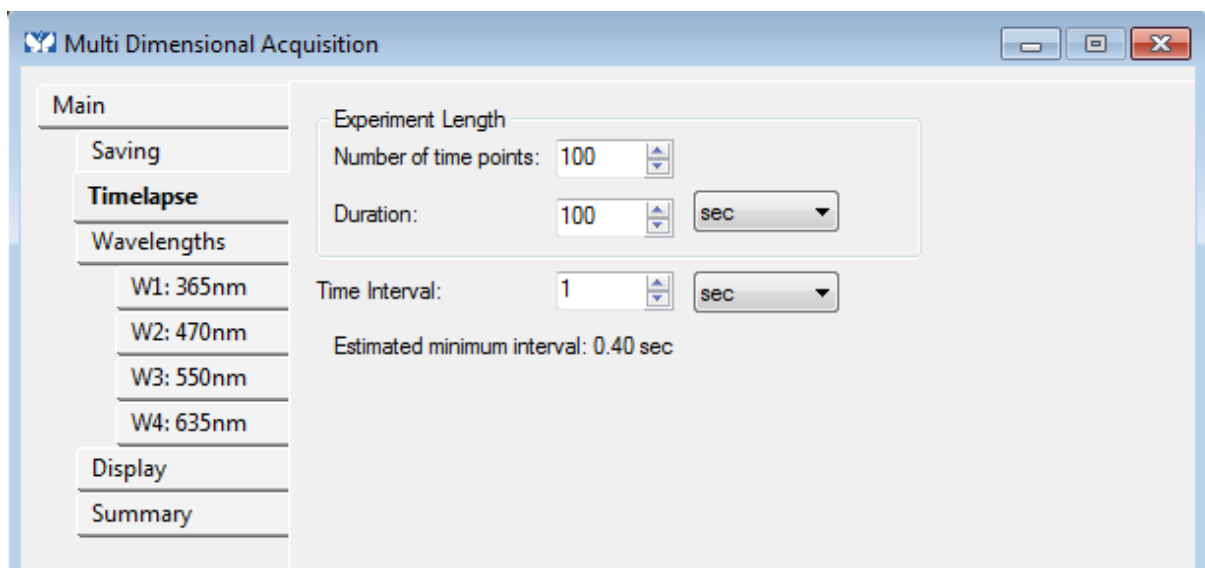 Multi Dimensional Acquisition
Main
Saving
Timelapse
Wavelengths
W1: 365nm
W2: 470nm
W3: 550nm
W4: 635nm
Display
Summary
Experiment Length
Number of time points: 100
Duration: 100 sec
Time Interval: 1 sec
Estimated minimum interval: 0.40 sec